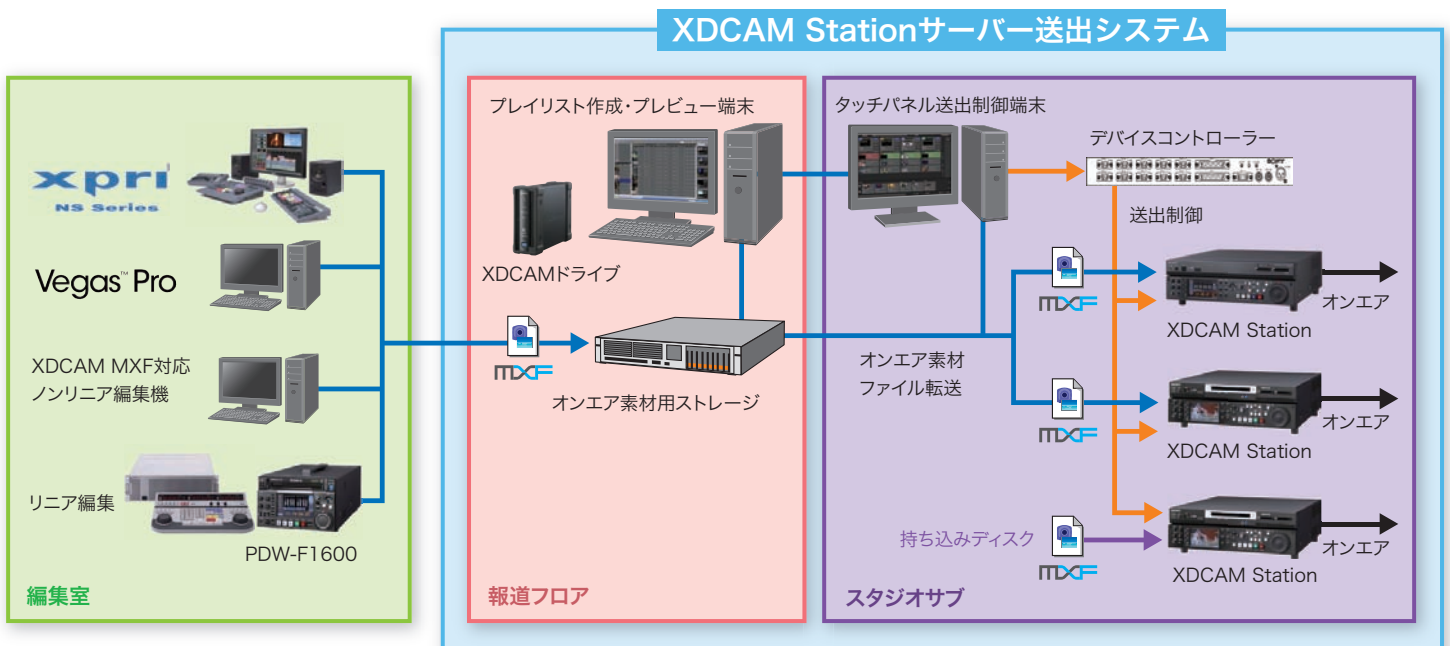 XDCAM Stationサーバー送出システム
xpri
NS Series
Vegas™ Pro
XDCAM MXF対応
ノンリニア編集機
リニア編集
PDW-F1600
編集室
プレイリスト作成・プレビュー端末
XDCAMドライブ
MXF
オンエア素材用ストレージ
報道フロア
タッチパネル送出制御端末
デバイスコントローラー
SONY
送出制御
MXF
XDCAM Station
オンエア
オンエア素材
ファイル転送
MXF
XDCAM Station
オンエア
持ち込みディスク
MXF
XDCAM Station
オンエア
スタジオサブ